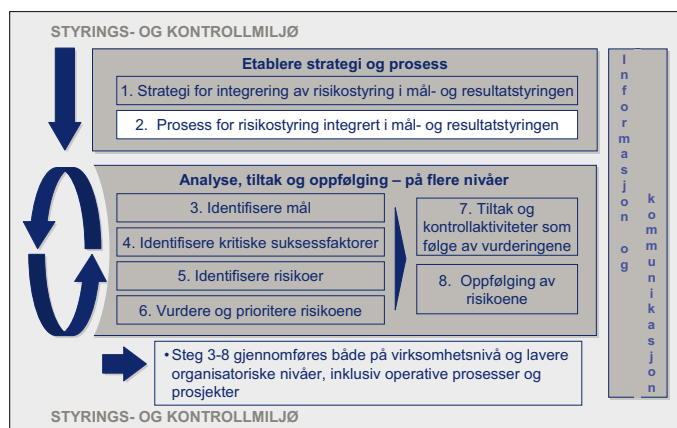 STYRINGS- OG KONTROLLMILJØ
Etablere strategi og prosess
1. Strategi for integrering av risikostyring i mål- og resultatstyringen
2. Prosess for risikostyring integrert i mål- og resultatstyringen
Analyse, tiltak og oppfølging – på flere nivåer
3. Identifisere mål
4. Identifisere kritiske suksessfaktorer
5. Identifisere risikoer
6. Vurdere og prioritere risikoene
7. Tiltak og
kontrollaktiviteter som
følge av vurderingene
8. Oppfølging av
risikoene
• Steg 3-8 gjennomføres både på virksomhetsnivå og lavere
organisatoriske nivåer, inklusiv operative prosesser og
prosjekter
STYRINGS- OG KONTROLLMILJØ
Informasjon og
kommunikasjon